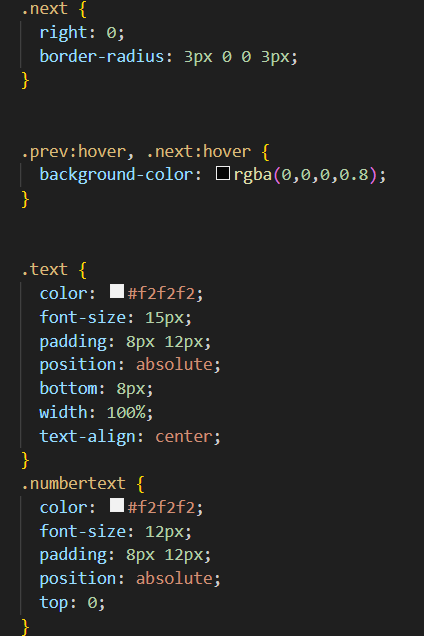 .next {
right: 0;
border-radius: 3px 0 0 3px;
}
.prev:hover, .next:hover {
background-color: rgba(0,0,0,0.8);
}
.text {
color: #f2f2f2;
font-size: 15px;
padding: 8px 12px;
position: absolute;
bottom: 8px;
width: 100%;
text-align: center;
}
.numbertext {
color: #f2f2f2;
font-size: 12px;
padding: 8px 12px;
position: absolute;
top: 0;
}